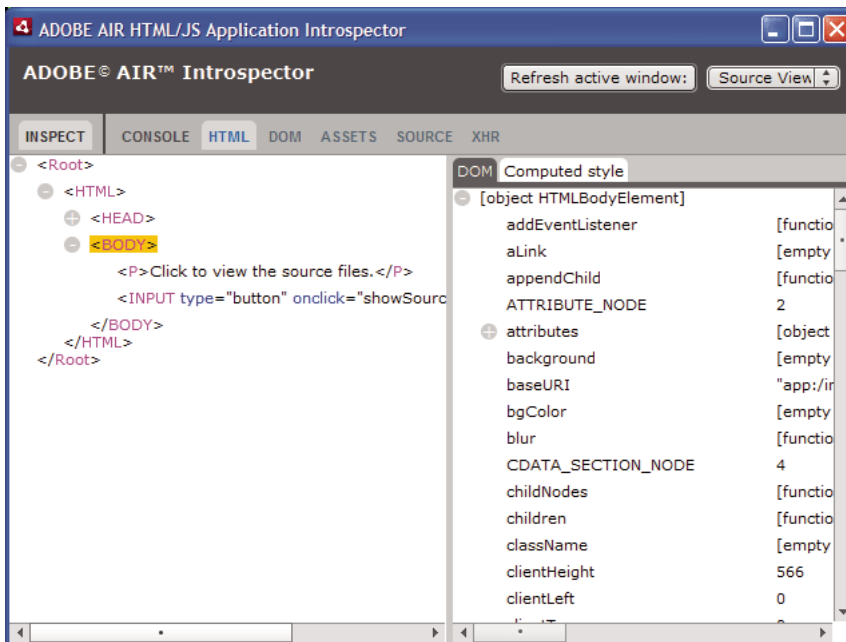 ADOBE AIR HTML/JS Application Introspector
ADOBE© AIR™ Introspector
Refresh active window:
Source View
INSPECT CONSOLE HTML DOM ASSETS SOURCE XHR
<Root>
<HTML>
<HEAD>
<BODY>
<P>Click to view the source files.</P>
<INPUT type="button" onclick="showSourc
</BODY>
</HTML>
</Root>
DOM Computed style
[object HTMLBodyElement]
addEventListener [functio
aLink [empty
appendChild [functio
ATTRIBUTE_NODE 2
attributes [object
background [empty
baseURI "app:/in
bgColor [empty
blur [functio
CDATA_SECTION_NODE 4
childNodes [functio
children [functio
className [empty
clientHeight 566
clientLeft 0